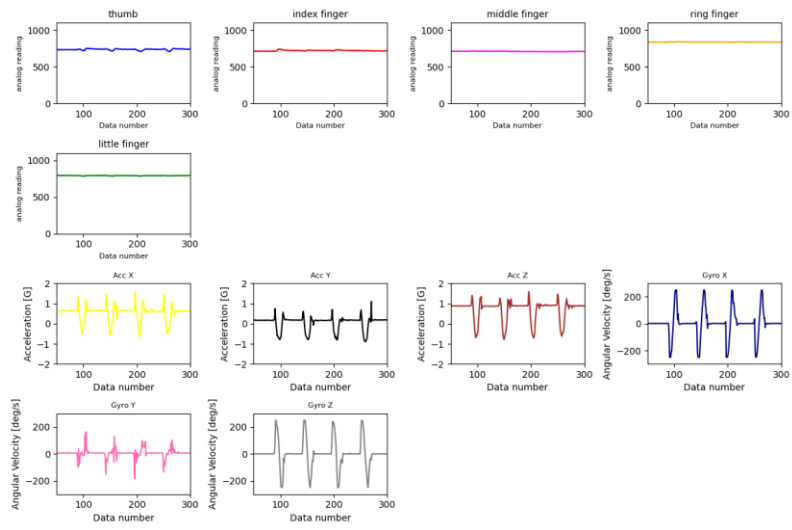 thumb
index finger
middle finger
ring finger
1000
500
0
analog reading
100 200 300
Data number
1000
500
0
analog reading
100 200 300
Data number
1000
500
0
analog reading
100 200 300
Data number
1000
500
0
analog reading
100 200 300
Data number
little finger
1000
500
0
analog reading
100 200 300
Data number
Acc X
Acc Y
Acc Z
Gyro X
2
1
0
−1
−2
Acceleration [G]
100 200 300
Data number
2
1
0
−1
−2
Acceleration [G]
100 200 300
Data number
2
1
0
−1
−2
Acceleration [G]
100 200 300
Data number
200
0
−200
Angular Velocity [deg/s]
100 200 300
Data number
Gyro Y
Gyro Z
200
0
−200
Angular Velocity [deg/s]
100 200 300
Data number
200
0
−200
Angular Velocity [deg/s]
100 200 300
Data number